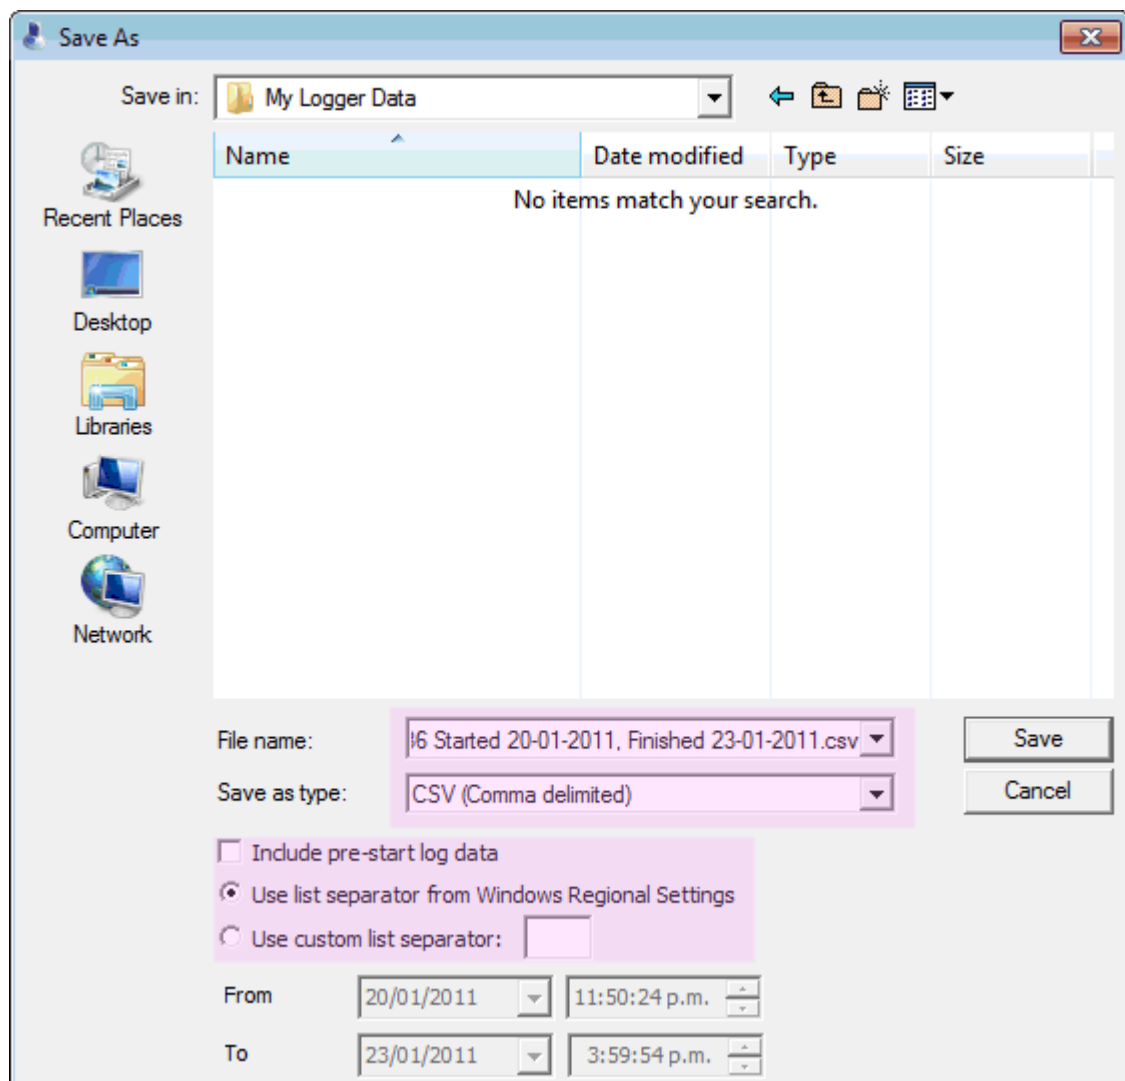 Save As
Save in: My Logger Data
Name Date modified Type Size
No items match your search.
Recent Places
Desktop
Libraries
Computer
Network
File name: 36 Started 20-01-2011, Finished 23-01-2011.csv Save
Save as type: CSV (Comma delimited) Cancel
Include pre-start log data
Use list separator from Windows Regional Settings
Use custom list separator:
From 20/01/2011 11:50:24 p.m.
To 23/01/2011 3:59:54 p.m.